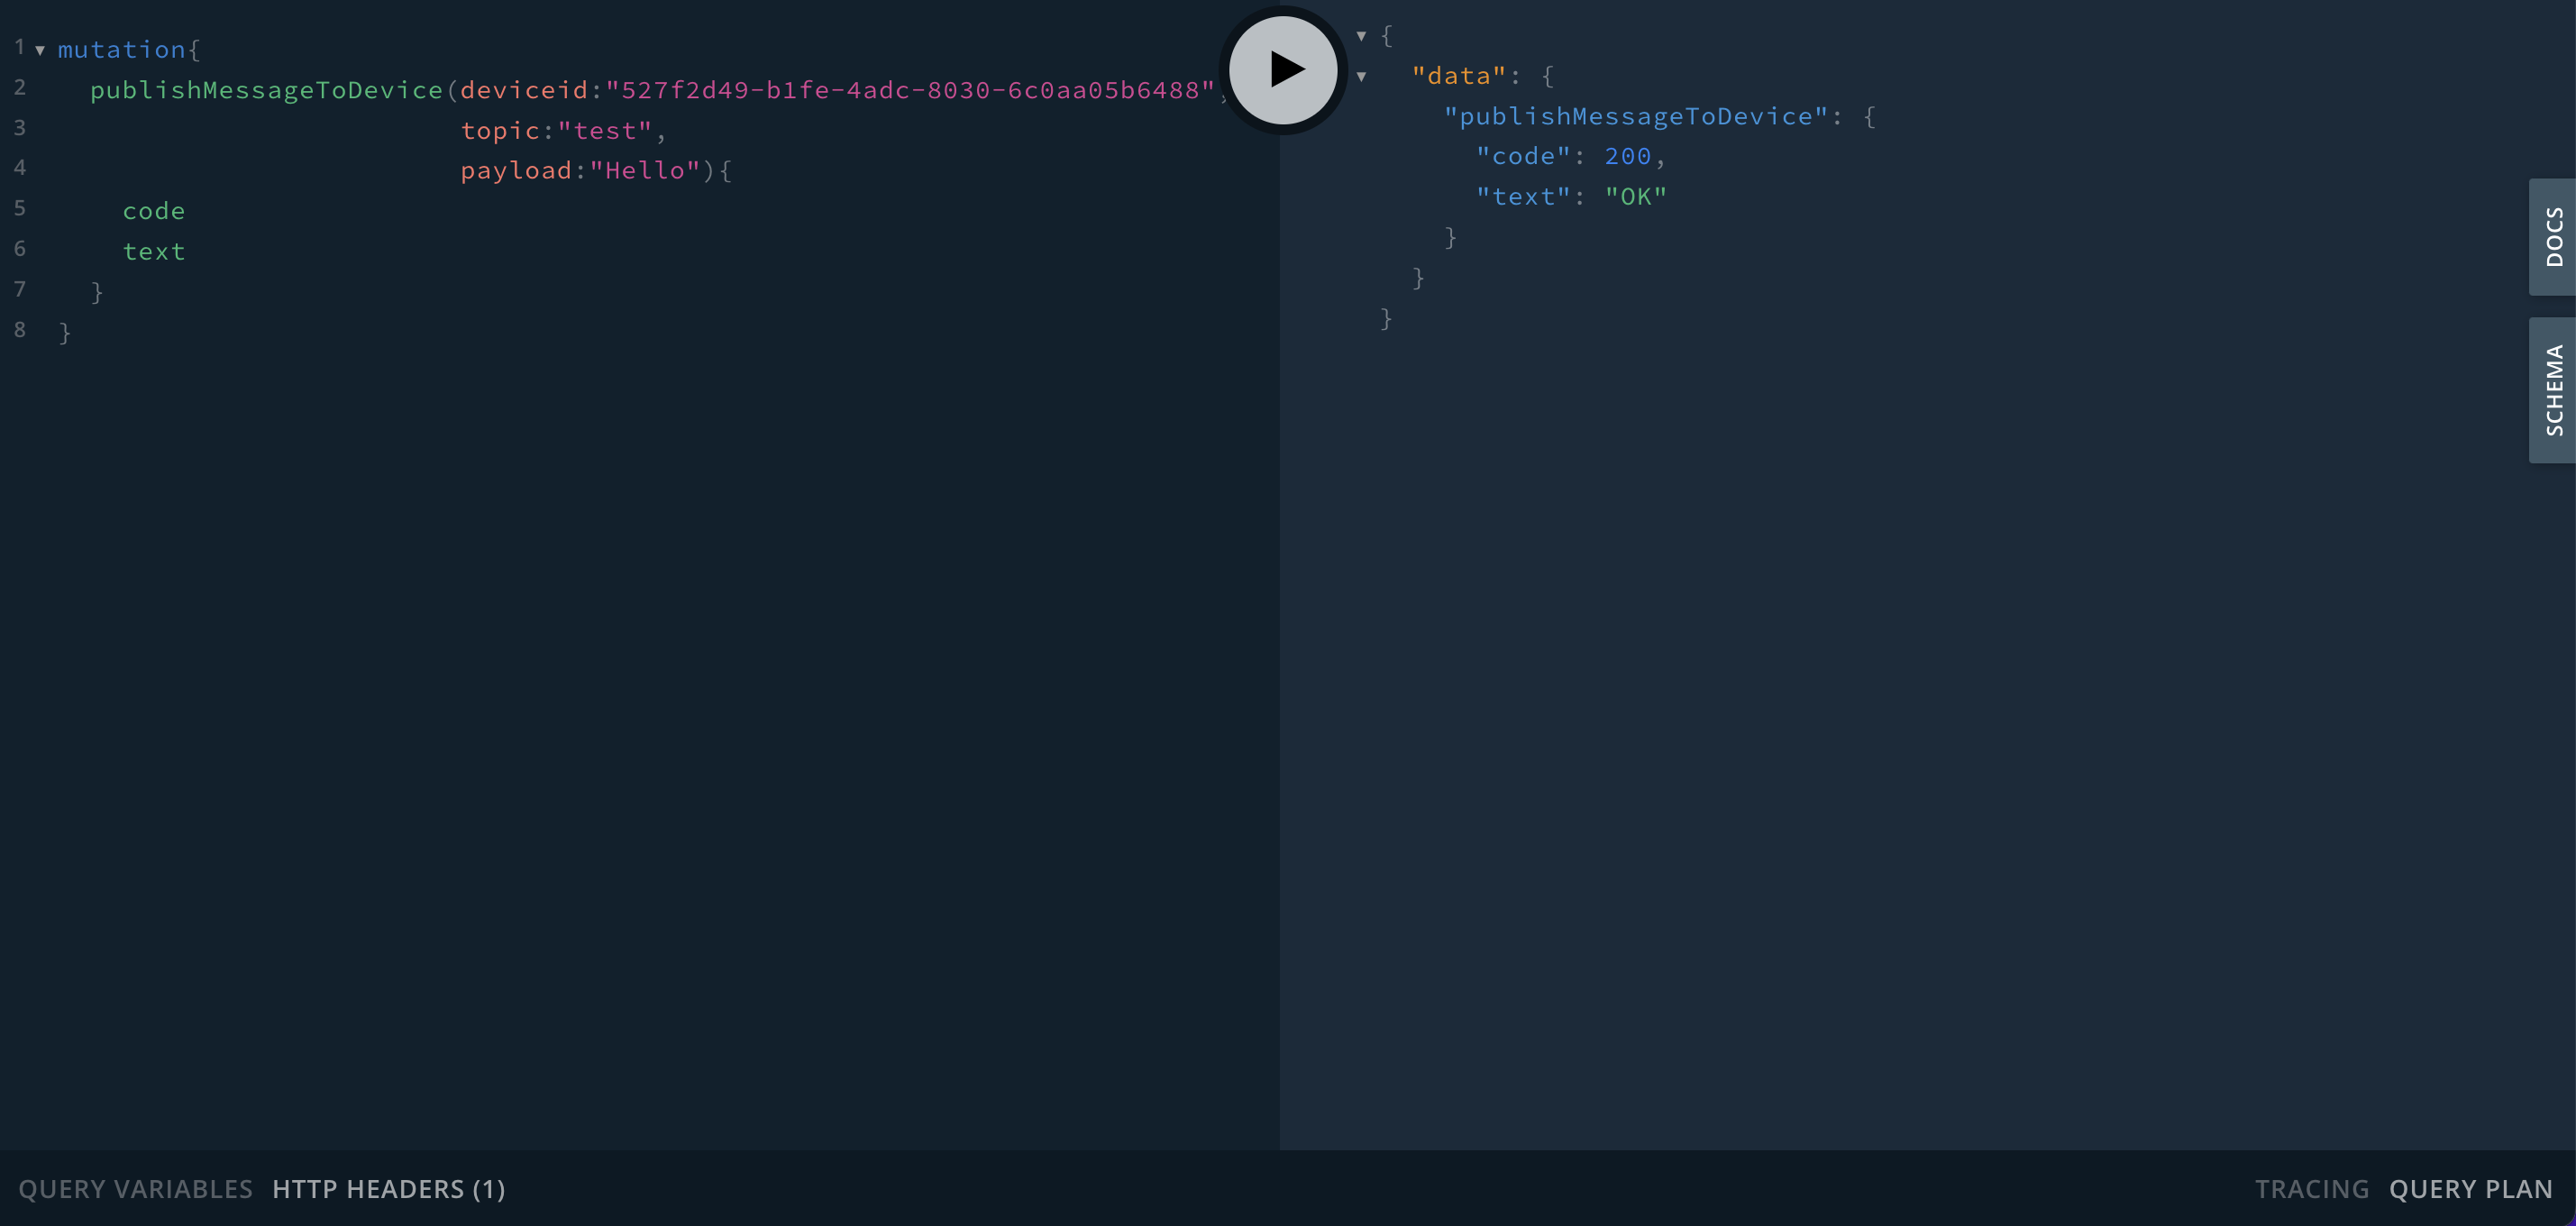 1 mutation{
2 publishMessageToDevice(deviceid:"527f2d49-b1fe-4adc-8030-6c0aa05b6488",
3 topic:"test",
4 payload:"Hello"){
5 code
6 text
7 }
8 }
{
"data": {
"publishMessageToDevice": {
"code": 200,
"text": "OK"
}
}
}
DOCS
SCHEMA
QUERY VARIABLES HTTP HEADERS (1)
TRACING QUERY PLAN